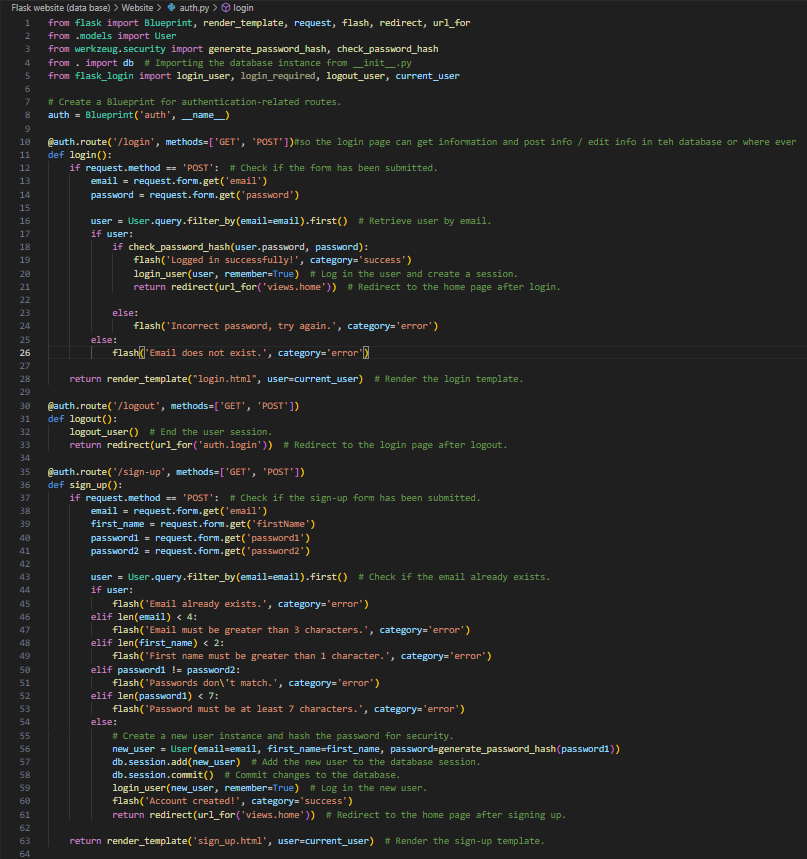 Flask website (data base) > Website > auth.py > login
1 from flask import Blueprint, render_template, request, flash, redirect, url_for
2 from .models import User
3 from werkzeug.security import generate_password_hash, check_password_hash
4 from . import db  # Importing the database instance from __init__.py
5 from flask_login import login_user, login_required, logout_user, current_user
6
7 # Create a Blueprint for authentication-related routes.
8 auth = Blueprint('auth', __name__)
9
10 @auth.route('/login', methods=['GET', 'POST'])#so the login page can get information and post info / edit info in teh database or where ever
11 def login():
12     if request.method == 'POST':  # Check if the form has been submitted.
13         email = request.form.get('email')
14         password = request.form.get('password')
15
16         user = User.query.filter_by(email=email).first()  # Retrieve user by email.
17         if user:
18             if check_password_hash(user.password, password):
19                 flash('Logged in successfully!', category='success')
20                 login_user(user, remember=True)  # Log in the user and create a session.
21                 return redirect(url_for('views.home'))  # Redirect to the home page after login.
22
23             else:
24                 flash('Incorrect password, try again.', category='error')
25         else:
26             flash('Email does not exist.', category='error')
27
28     return render_template("login.html", user=current_user)  # Render the login template.
29
30 @auth.route('/logout', methods=['GET', 'POST'])
31 def logout():
32     logout_user()  # End the user session.
33     return redirect(url_for('auth.login'))  # Redirect to the login page after logout.
34
35 @auth.route('/sign-up', methods=['GET', 'POST'])
36 def sign_up():
37     if request.method == 'POST':  # Check if the sign-up form has been submitted.
38         email = request.form.get('email')
39         first_name = request.form.get('firstName')
40         password1 = request.form.get('password1')
41         password2 = request.form.get('password2')
42
43         user = User.query.filter_by(email=email).first()  # Check if the email already exists.
44         if user:
45             flash('Email already exists.', category='error')
46         elif len(email) < 4:
47             flash('Email must be greater than 3 characters.', category='error')
48         elif len(first_name) < 2:
49             flash('First name must be greater than 1 character.', category='error')
50         elif password1 != password2:
51             flash('Passwords don\'t match.', category='error')
52         elif len(password1) < 7:
53             flash('Password must be at least 7 characters.', category='error')
54         else:
55             # Create a new user instance and hash the password for security.
56             new_user = User(email=email, first_name=first_name, password=generate_password_hash(password1))
57             db.session.add(new_user)  # Add the new user to the database session.
58             db.session.commit()  # Commit changes to the database.
59             login_user(new_user, remember=True)  # Log in the new user.
60             flash('Account created!', category='success')
61             return redirect(url_for('views.home'))  # Redirect to the home page after signing up.
62
63     return render_template('sign_up.html', user=current_user)  # Render the sign-up template.
64